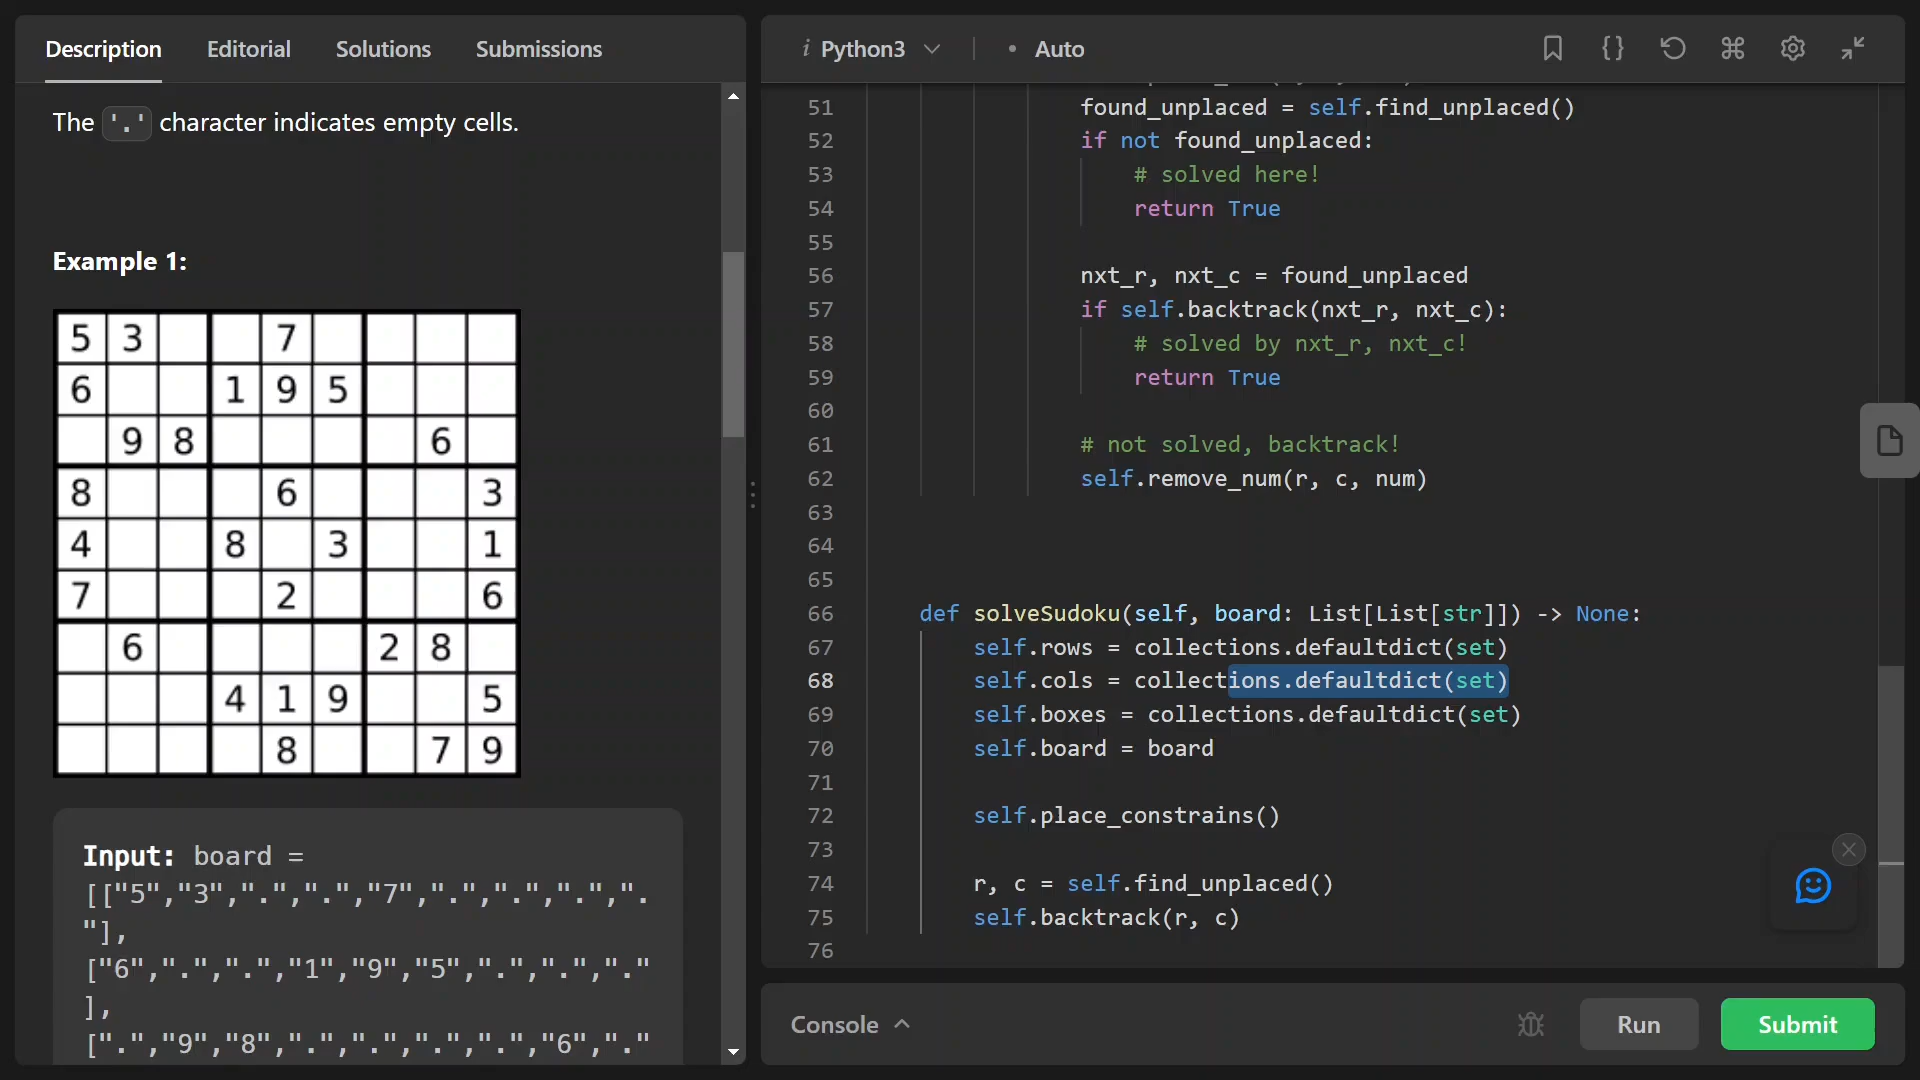 Description Editorial Solutions Submissions
The '.' character indicates empty cells.
Example 1:
5 3 7
6 1 9 5
9 8 6
8 6 3
4 8 3 1
7 2 6
6 2 8
4 1 9 5
8 7 9
Input: board =
[["5","3",".",".","7",".",".",".",".
"],
["6",".",".","1","9","5",".",".","."
],
[".","9","8",".",".",".",".","6","."
i Python3 • Auto
51 found_unplaced = self.find_unplaced()
52 if not found_unplaced:
53 # solved here!
54 return True
55
56 nxt_r, nxt_c = found_unplaced
57 if self.backtrack(nxt_r, nxt_c):
58 # solved by nxt_r, nxt_c!
59 return True
60
61 # not solved, backtrack!
62 self.remove_num(r, c, num)
63
64
65
66 def solveSudoku(self, board: List[List[str]]) -> None:
67 self.rows = collections.defaultdict(set)
68 self.cols = collections.defaultdict(set)
69 self.boxes = collections.defaultdict(set)
70 self.board = board
71
72 self.place_constrains()
73
74 r, c = self.find_unplaced()
75 self.backtrack(r, c)
76
Console Run Submit